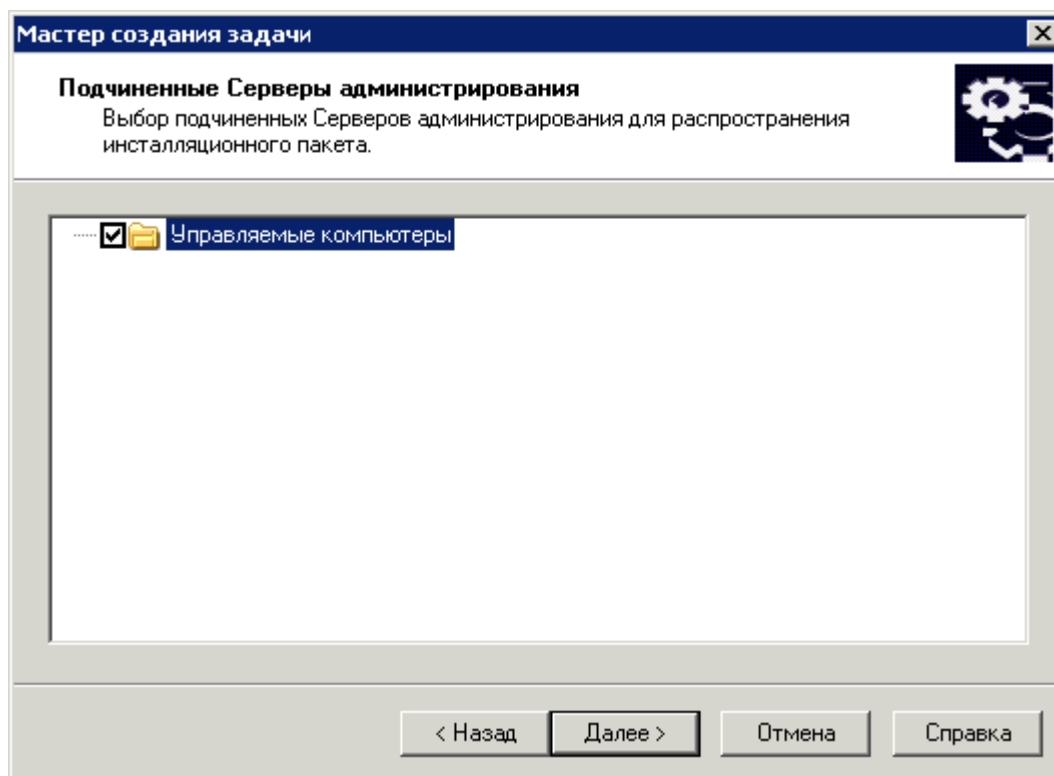 Мастер создания задачи
Подчиненные Серверы администрирования
Выбор подчиненных Серверов администрирования для распространения
инсталляционного пакета.
Управляемые компьютеры
< Назад
Далее >
Отмена
Справка